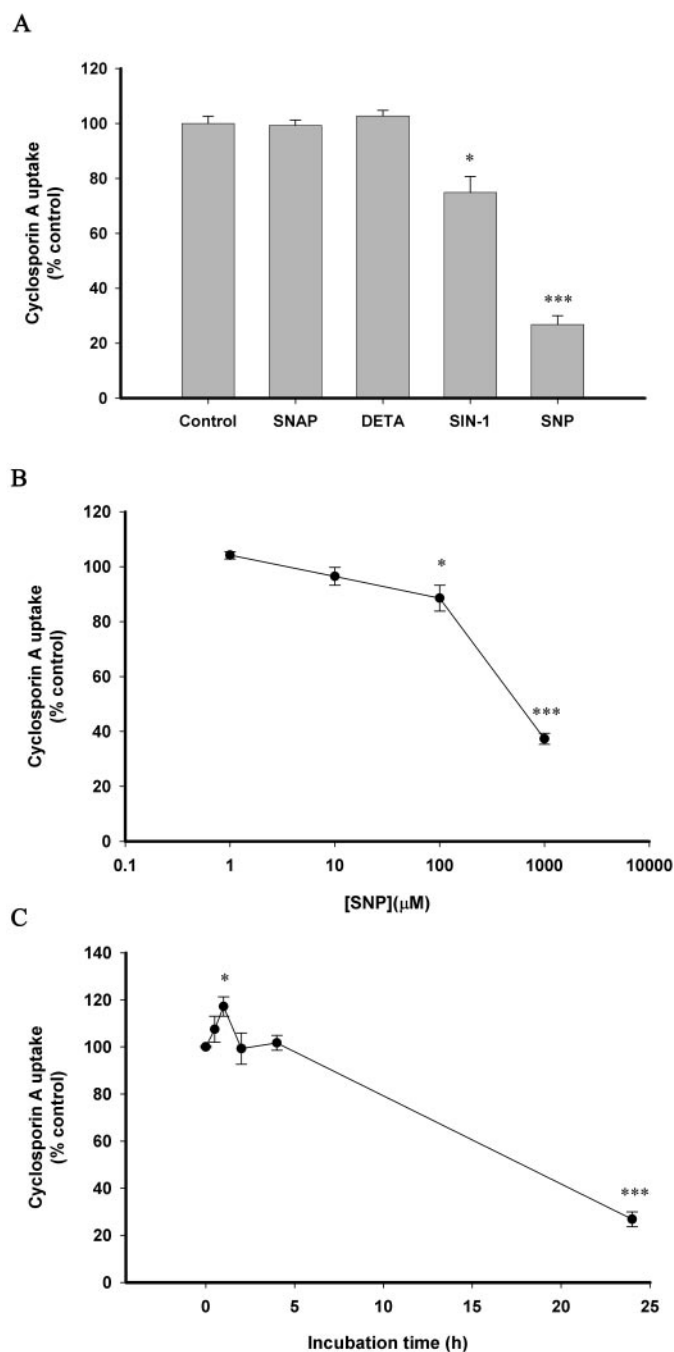 A
Cyclosporin A uptake
(% control)
120
100
80
60
40
20
0
*
***
Control SNAP DETA SIN-1 SNP
B
Cyclosporin A uptake
(% control)
120
100
80
60
40
20
0
*
***
0.1 1 10 100 1000 10000
[SNP](μM)
C
Cyclosporin A uptake
(% control)
140
120
100
80
60
40
20
0
*
***
0 5 10 15 20 25
Incubation time (h)